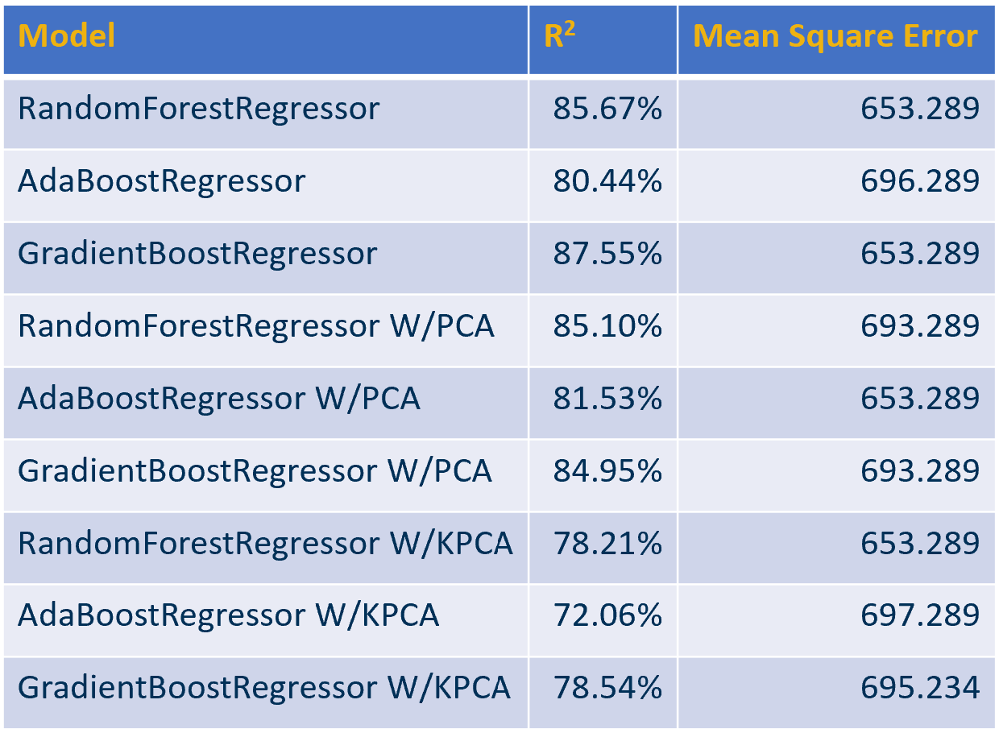 Model R² Mean Square Error
RandomForestRegressor 85.67% 653.289
AdaBoostRegressor 80.44% 696.289
GradientBoostRegressor 87.55% 653.289
RandomForestRegressor W/PCA 85.10% 693.289
AdaBoostRegressor W/PCA 81.53% 653.289
GradientBoostRegressor W/PCA 84.95% 693.289
RandomForestRegressor W/KPCA 78.21% 653.289
AdaBoostRegressor W/KPCA 72.06% 697.289
GradientBoostRegressor W/KPCA 78.54% 695.234